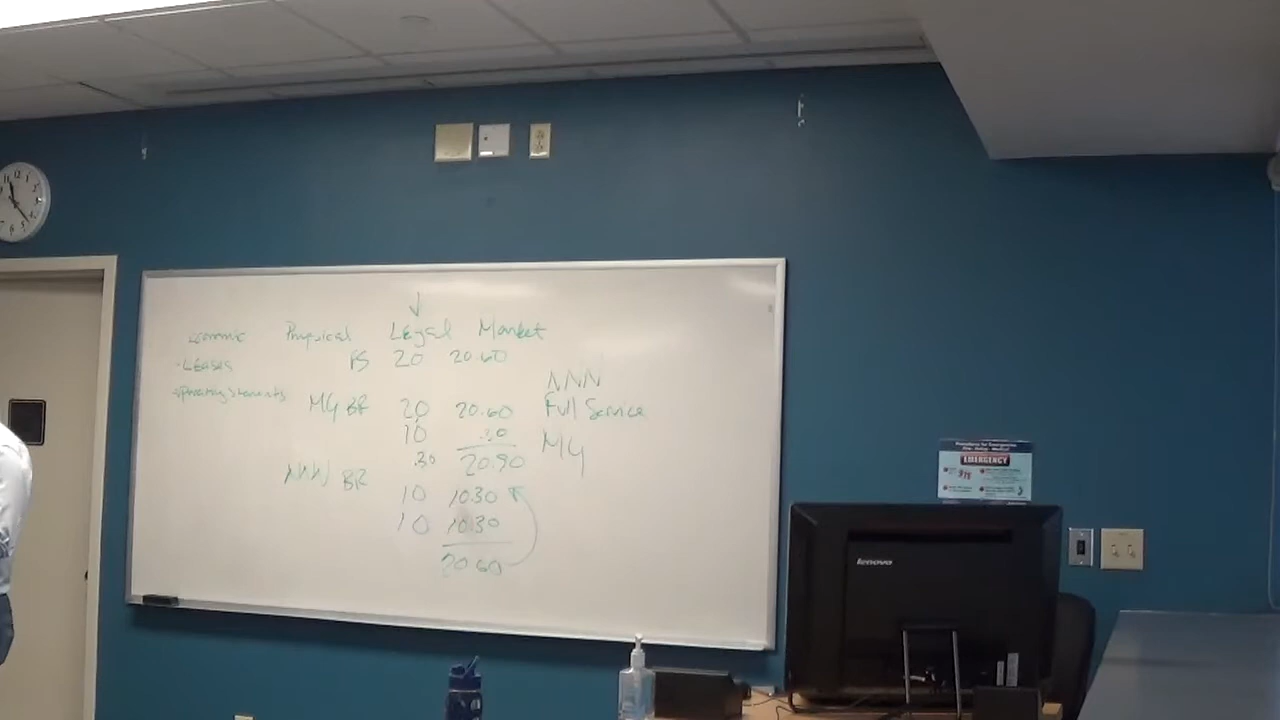 Economic Physical Legal Market
- LEASES FS 20 20.60
- operating statements
NNN
MG BR 20 20.60 Full Service
10 .30 MG
.30 20.90
NNN BR
10 10.30
10 10.30
20.60
EMERGENCY
lenovo